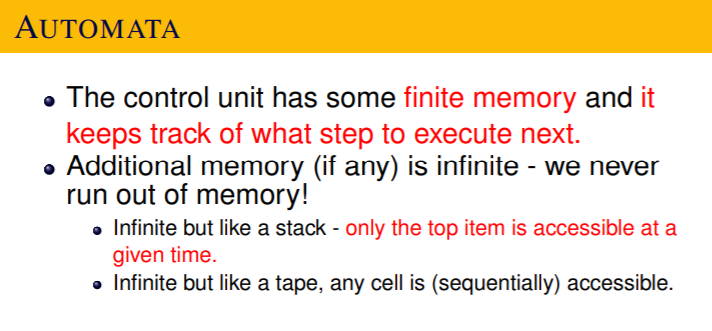 AUTOMATA
The control unit has some finite memory and it
keeps track of what step to execute next.
Additional memory (if any) is infinite - we never
run out of memory!
Infinite but like a stack - only the top item is accessible at a
given time.
Infinite but like a tape, any cell is (sequentially) accessible.